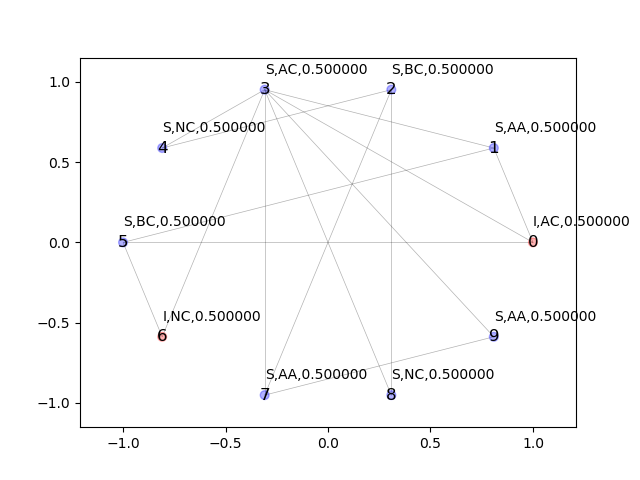 S,AC,0.500000 S,BC,0.500000
1.0 3 2
S,NC,0.500000 S,AA,0.500000
0.5 4 1
S,BC,0.500000 I,AC,0.500000
0.0 5 0
I,NC,0.500000 S,AA,0.500000
−0.5 6 9
S,AA,0.500000 S,NC,0.500000
−1.0 7 8
−1.0 −0.5 0.0 0.5 1.0